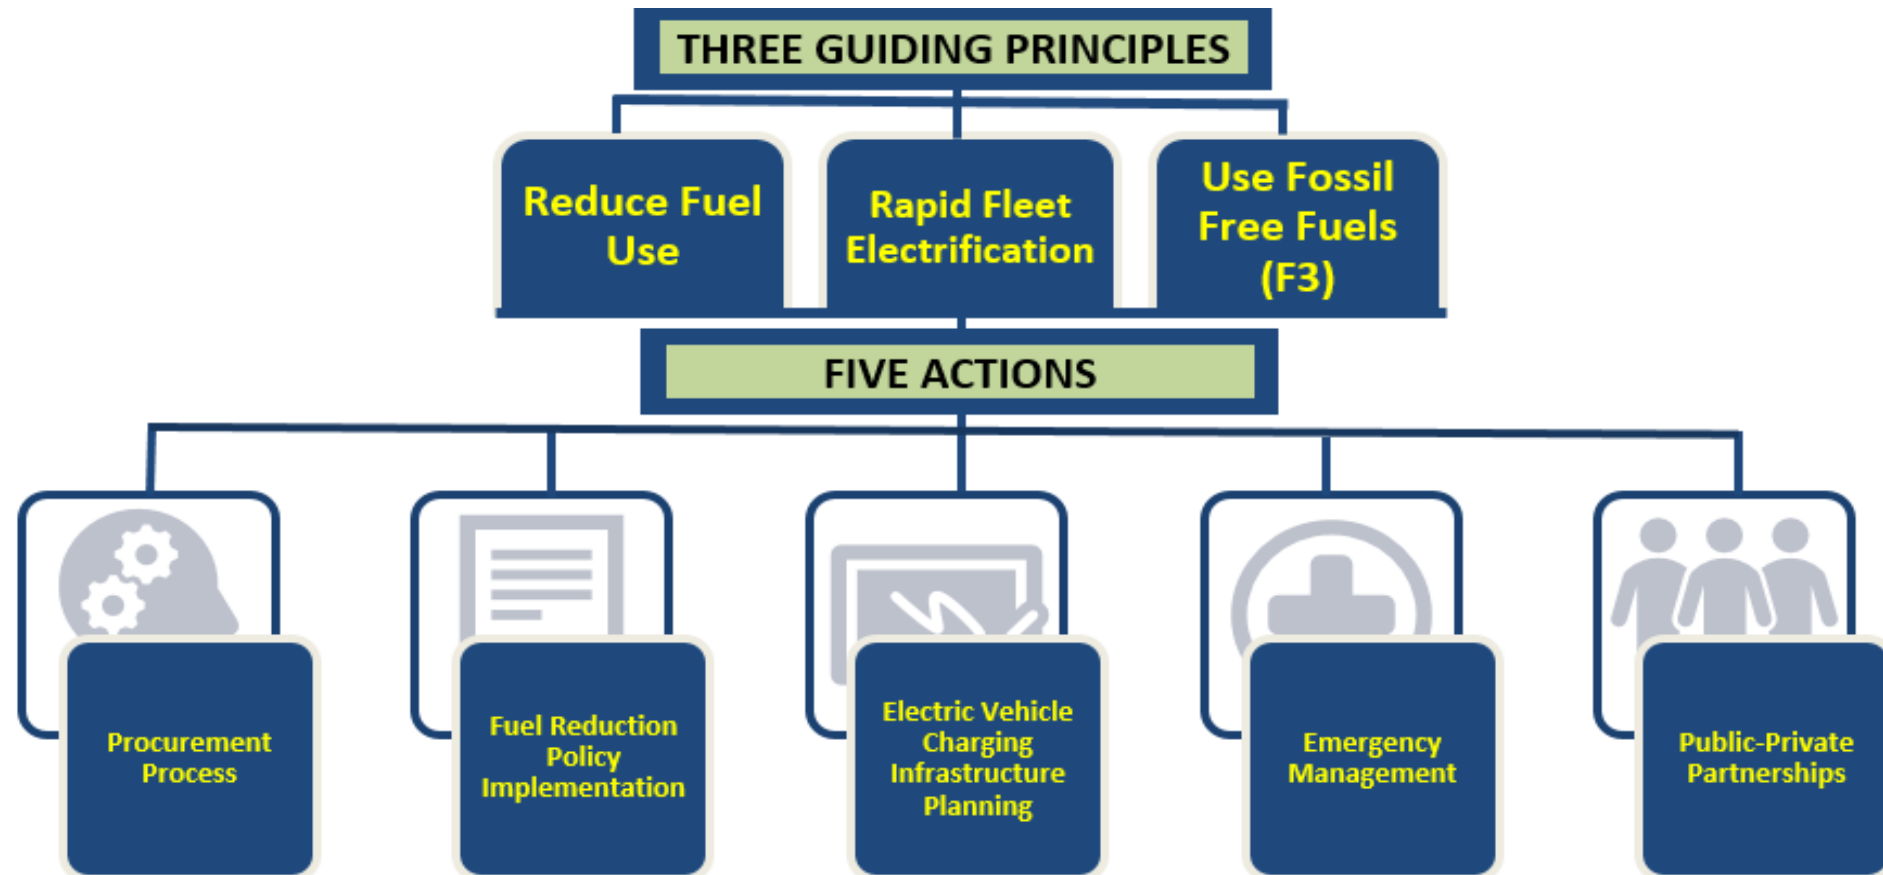 THREE GUIDING PRINCIPLES
Reduce Fuel
Use
Rapid Fleet
Electrification
Use Fossil
Free Fuels
(F3)
FIVE ACTIONS
Procurement
Process
Fuel Reduction
Policy
Implementation
Electric Vehicle
Charging
Infrastructure
Planning
Emergency
Management
Public-Private
Partnerships